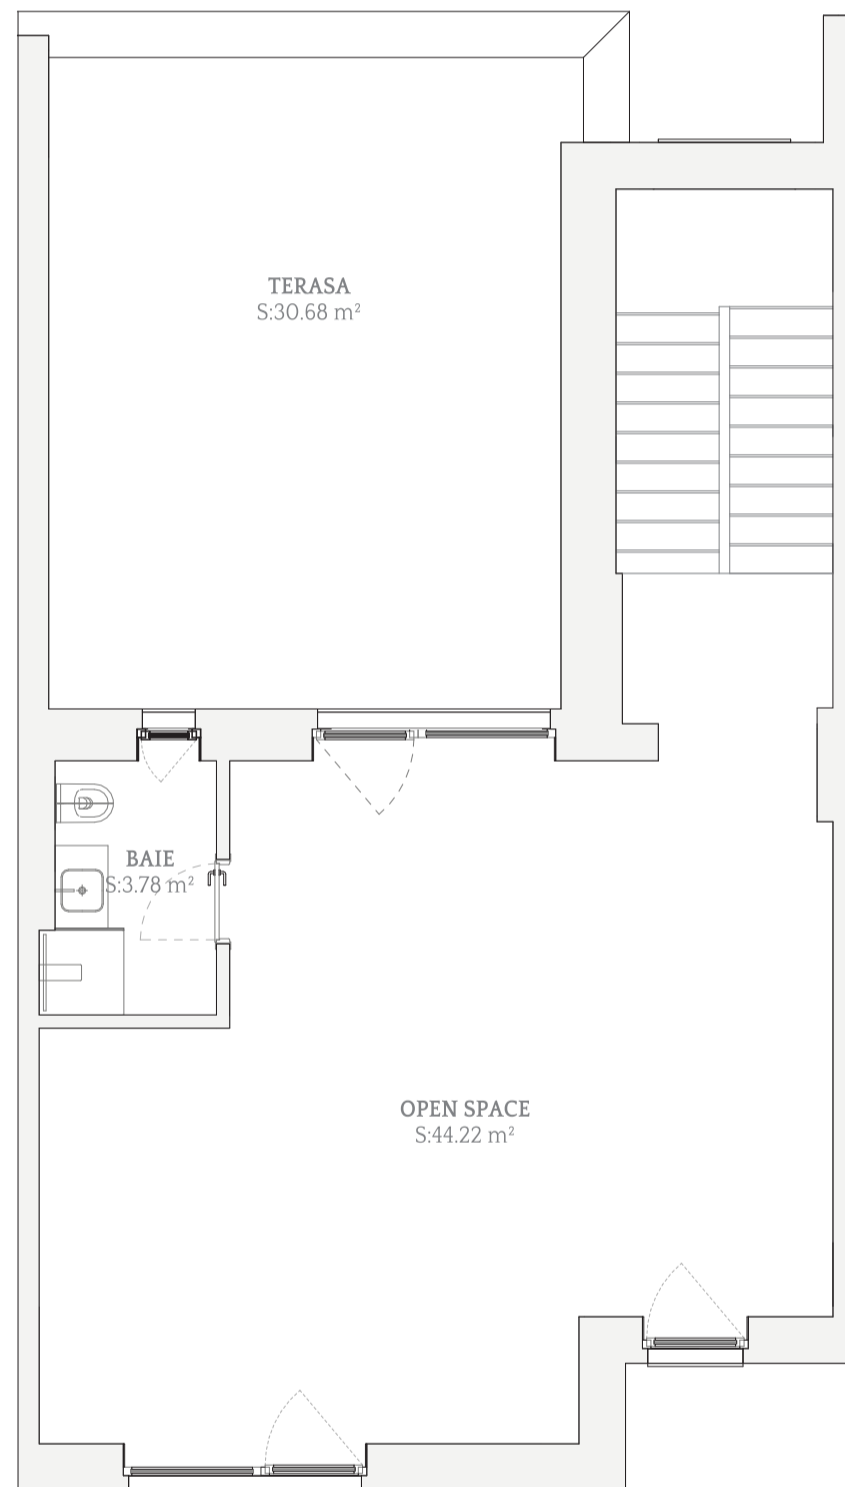 TERASA
S:30.68 m²
BAIE
S:3.78 m²
OPEN SPACE
S:44.22 m²